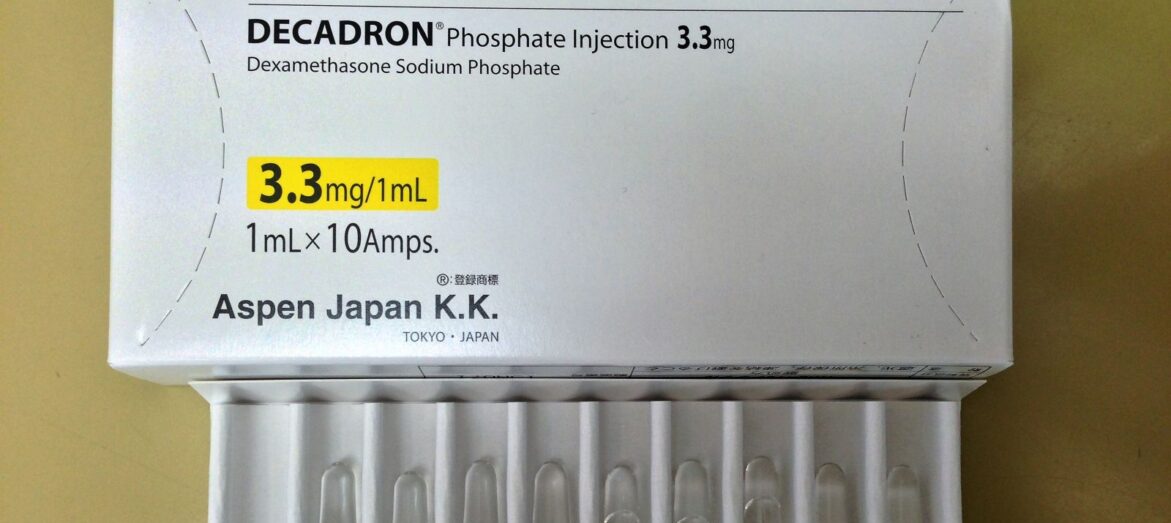 DECADRON® Phosphate Injection 3.3mg
Dexamethasone Sodium Phosphate
3.3mg/1mL
1mL×10Amps.
®:登録商標
Aspen Japan K.K.
TOKYO・JAPAN